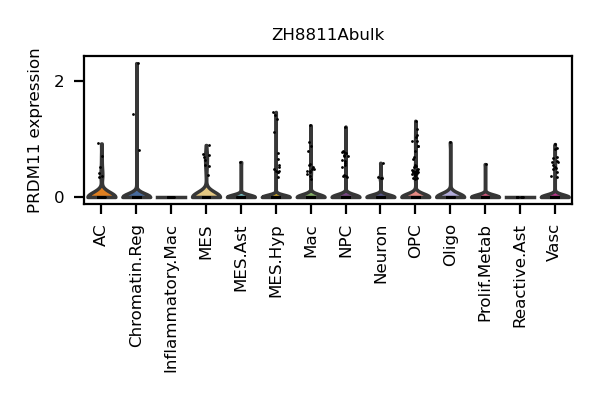 ZH8811Abulk
PRDM11 expression
2
0
AC
Chromatin.Reg
Inflammatory.Mac
MES
MES.Ast
MES.Hyp
Mac
NPC
Neuron
OPC
Oligo
Prolif.Metab
Reactive.Ast
Vasc